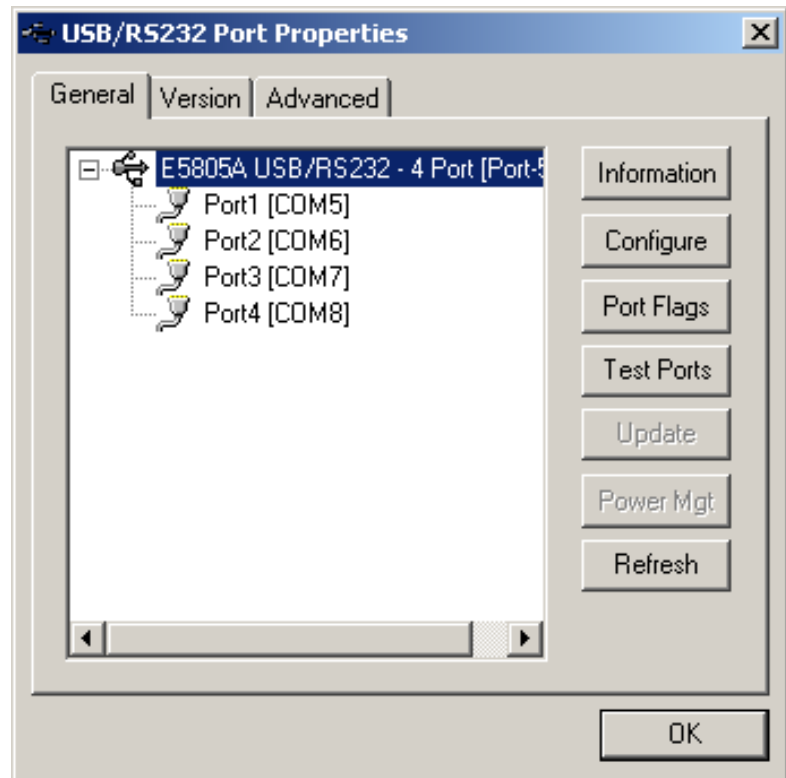 USB/RS232 Port Properties
General
Version
Advanced
E5805A USB/RS232 - 4 Port [Port-5
Port1 [COM5]
Port2 [COM6]
Port3 [COM7]
Port4 [COM8]
Information
Configure
Port Flags
Test Ports
Update
Power Mgt
Refresh
OK